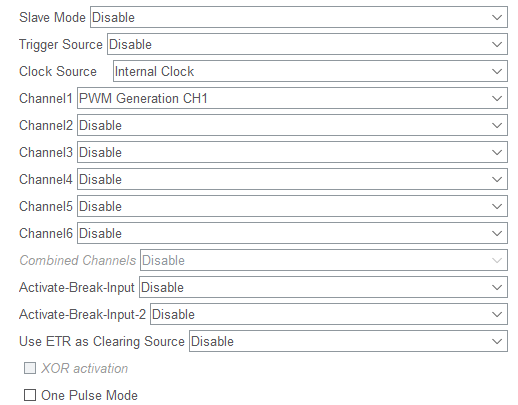 Slave Mode Disable
Trigger Source Disable
Clock Source Internal Clock
Channel1 PWM Generation CH1
Channel2 Disable
Channel3 Disable
Channel4 Disable
Channel5 Disable
Channel6 Disable
Combined Channels Disable
Activate-Break-Input Disable
Activate-Break-Input-2 Disable
Use ETR as Clearing Source Disable
XOR activation
One Pulse Mode